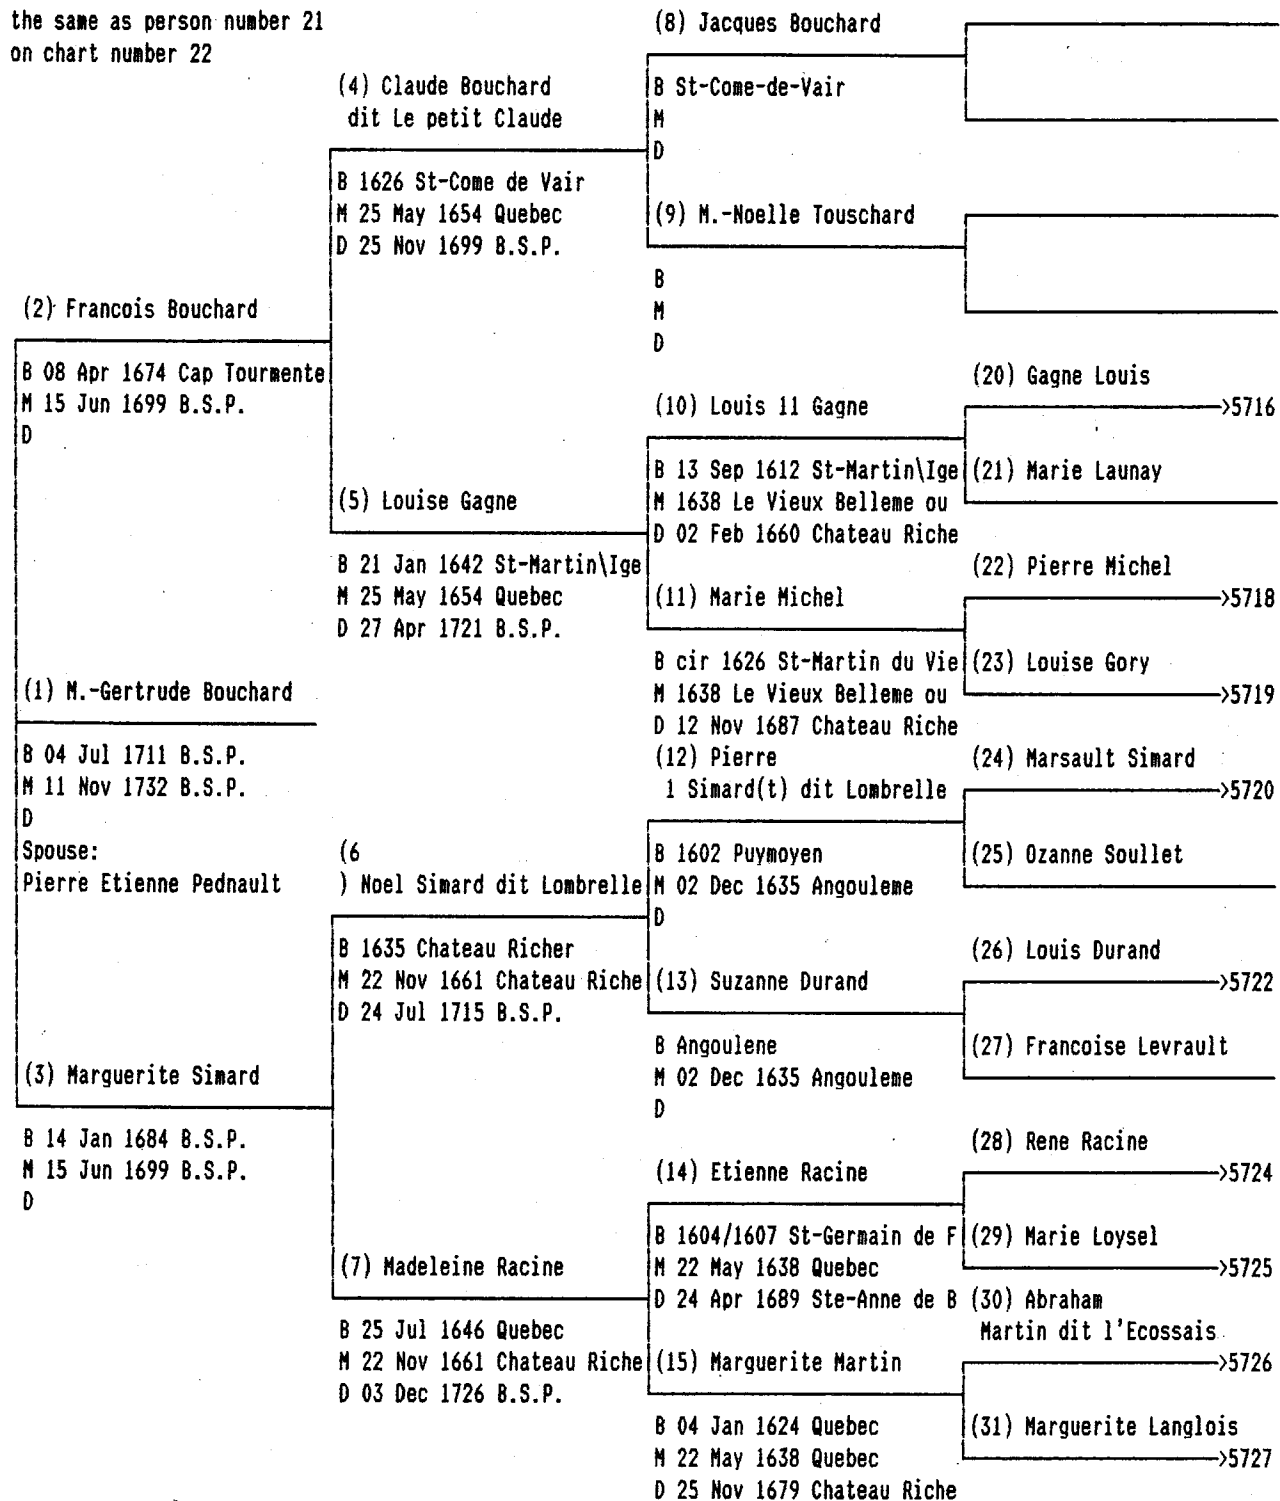 the same as person number 21
on chart number 22
(8) Jacques Bouchard
B St-Come-de-Vair
M
D
(4) Claude Bouchard
dit Le petit Claude
B 1626 St-Come de Vair
M 25 May 1654 Quebec
D 25 Nov 1699 B.S.P.
(9) M.-Noelle Touschard
B
M
D
(2) Francois Bouchard
B 08 Apr 1674 Cap Tourmente
M 15 Jun 1699 B.S.P.
D
(20) Gagne Louis
>5716
(10) Louis 11 Gagne
B 13 Sep 1612 St-Martin\Ige
M 1638 Le Vieux Belleme ou
D 02 Feb 1660 Chateau Riche
(21) Marie Launay
(5) Louise Gagne
B 21 Jan 1642 St-Martin\Ige
M 25 May 1654 Quebec
D 27 Apr 1721 B.S.P.
(22) Pierre Michel
>5718
(11) Marie Michel
B cir 1626 St-Martin du Vie
M 1638 Le Vieux Belleme ou
D 12 Nov 1687 Chateau Riche
(23) Louise Gory
>5719
(1) M.-Gertrude Bouchard
B 04 Jul 1711 B.S.P.
M 11 Nov 1732 B.S.P.
D
Spouse:
Pierre Etienne Pednault
(12) Pierre
1 Simard(t) dit Lombrelle
B 1602 Puymoyen
M 02 Dec 1635 Angouleme
D
(24) Marsault Simard
>5720
(25) Ozanne Soullet
(6
) Noel Simard dit Lombrelle
B 1635 Chateau Richer
M 22 Nov 1661 Chateau Riche
D 24 Jul 1715 B.S.P.
(26) Louis Durand
>5722
(13) Suzanne Durand
B Angoulene
M 02 Dec 1635 Angouleme
D
(27) Francoise Levrault
(3) Marguerite Simard
B 14 Jan 1684 B.S.P.
M 15 Jun 1699 B.S.P.
D
(28) Rene Racine
>5724
(14) Etienne Racine
B 1604/1607 St-Germain de F
M 22 May 1638 Quebec
D 24 Apr 1689 Ste-Anne de B
(29) Marie Loysel
>5725
(7) Madeleine Racine
B 25 Jul 1646 Quebec
M 22 Nov 1661 Chateau Riche
D 03 Dec 1726 B.S.P.
(30) Abraham
Martin dit l'Ecossais
>5726
(15) Marguerite Martin
B 04 Jan 1624 Quebec
M 22 May 1638 Quebec
D 25 Nov 1679 Chateau Riche
(31) Marguerite Langlois
>5727